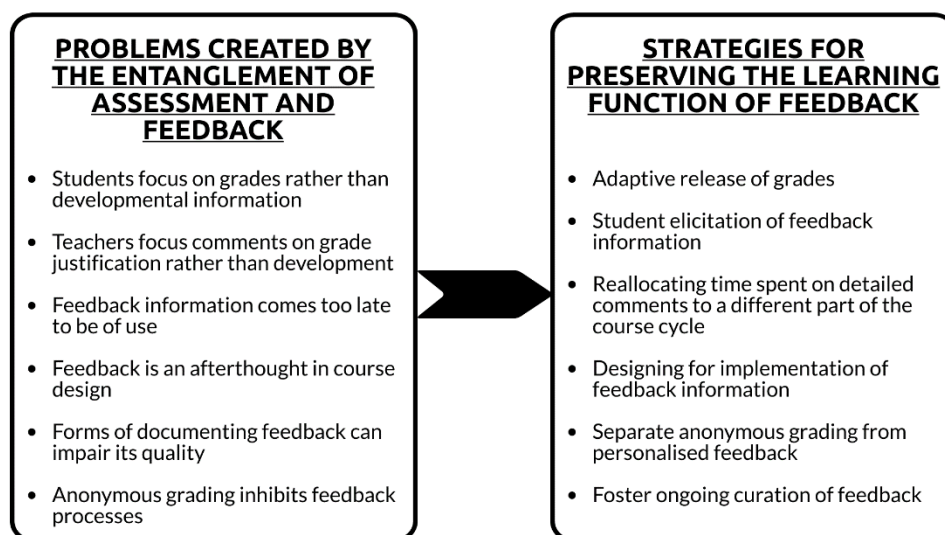 PROBLEMS CREATED BY
THE ENTANGLEMENT OF
ASSESSMENT AND
FEEDBACK
• Students focus on grades rather than
developmental information
• Teachers focus comments on grade
justification rather than development
• Feedback information comes too late
to be of use
• Feedback is an afterthought in course
design
• Forms of documenting feedback can
impair its quality
• Anonymous grading inhibits feedback
processes
STRATEGIES FOR
PRESERVING THE LEARNING
FUNCTION OF FEEDBACK
• Adaptive release of grades
• Student elicitation of feedback
information
• Reallocating time spent on detailed
comments to a different part of the
course cycle
• Designing for implementation of
feedback information
• Separate anonymous grading from
personalised feedback
• Foster ongoing curation of feedback